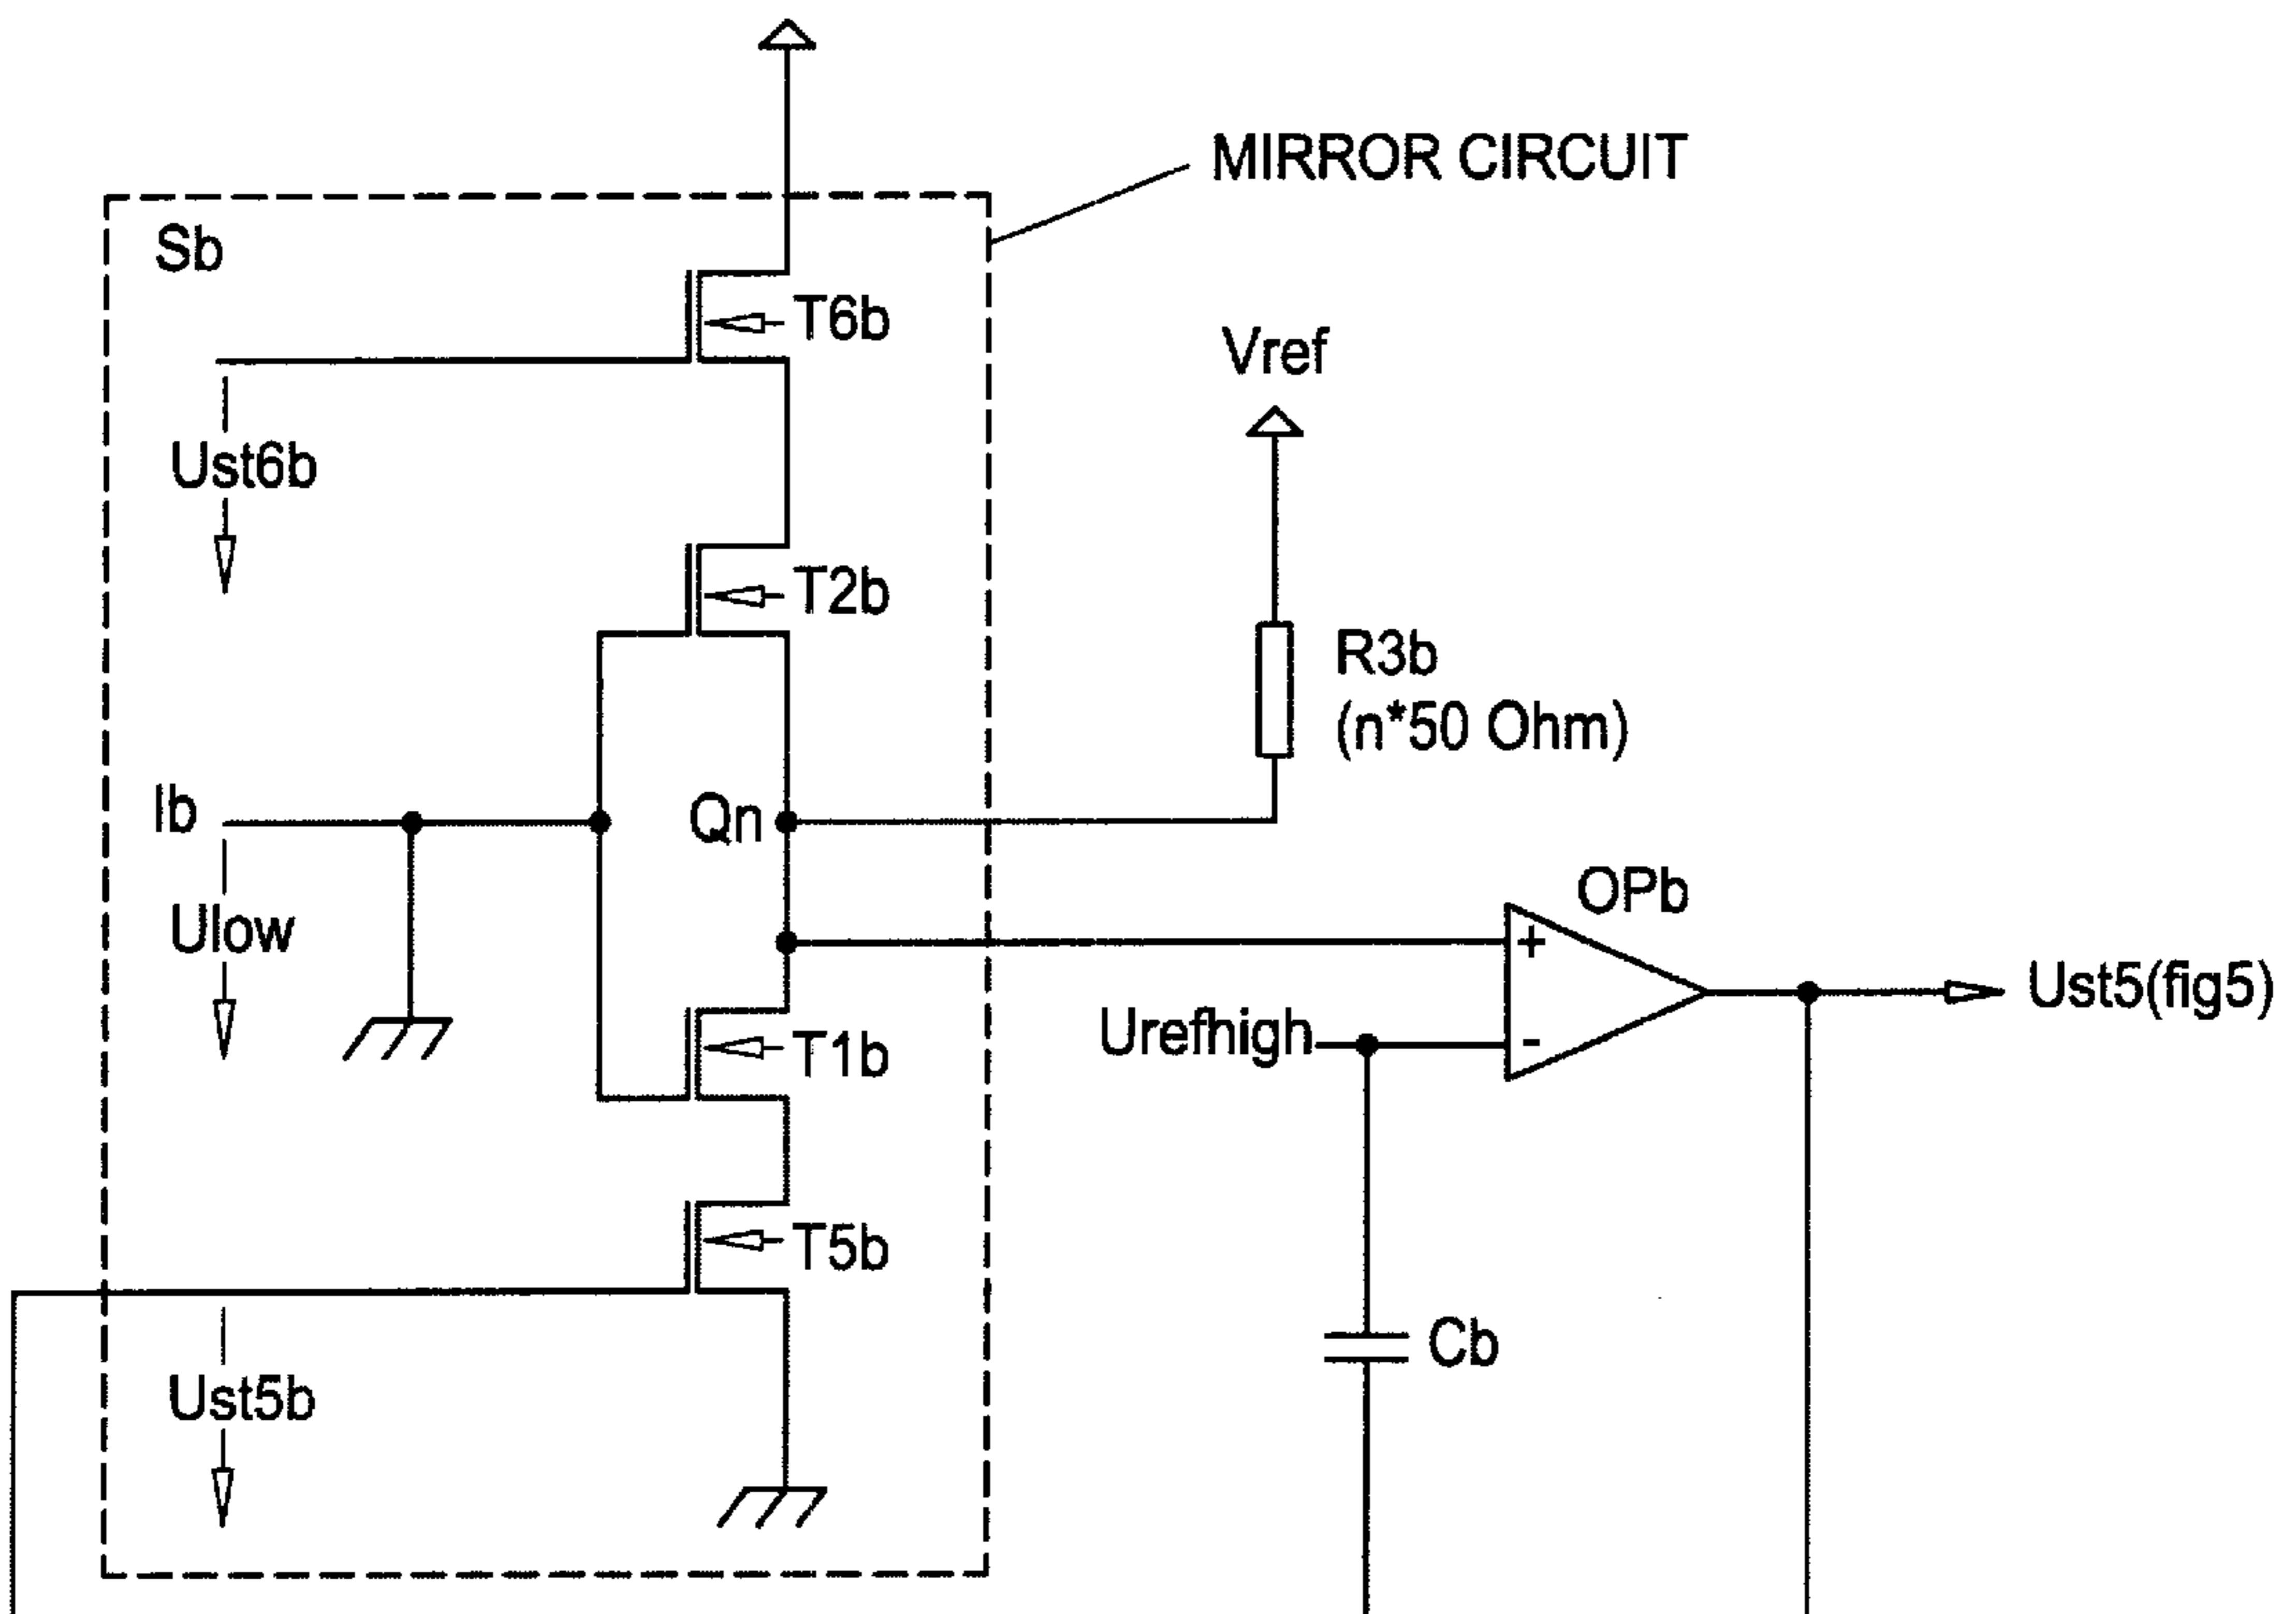 MIRROR CIRCUIT
Sb
T6b
Vref
Ust6b
T2b
R3b
(n*50 Ohm)
Ib
Qn
OPb
Ulow
+
Ust5(fig5)
Urefhigh
-
T1b
T5b
Cb
Ust5b